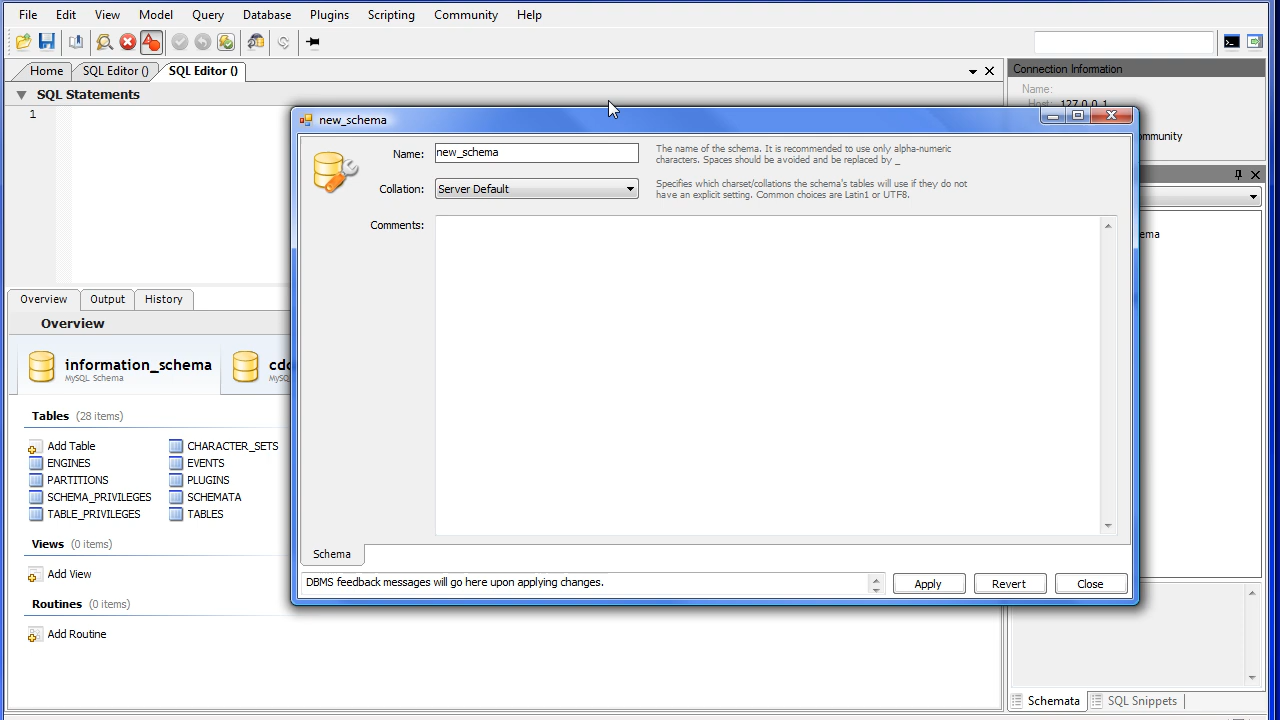 File Edit View Model Query Database Plugins Scripting Community Help
Home SQL Editor () SQL Editor ()
Connection Information
SQL Statements
Name:
Host: 127.0.0.1
1
new_schema
Name: new_schema
The name of the schema. It is recommended to use only alpha-numeric
characters. Spaces should be avoided and be replaced by _
Collation: Server Default
Specifies which charset/collations the schema's tables will use if they do not
have an explicit setting. Common choices are Latin1 or UTF8.
Comments:
Overview Output History
Overview
information_schema
MySQL Schema
Tables (28 items)
Add Table CHARACTER_SETS
ENGINES EVENTS
PARTITIONS PLUGINS
SCHEMA_PRIVILEGES SCHEMATA
TABLE_PRIVILEGES TABLES
Views (0 items)
Add View
Routines (0 items)
Add Routine
Schema
DBMS feedback messages will go here upon applying changes.
Apply Revert Close
Schemata SQL Snippets